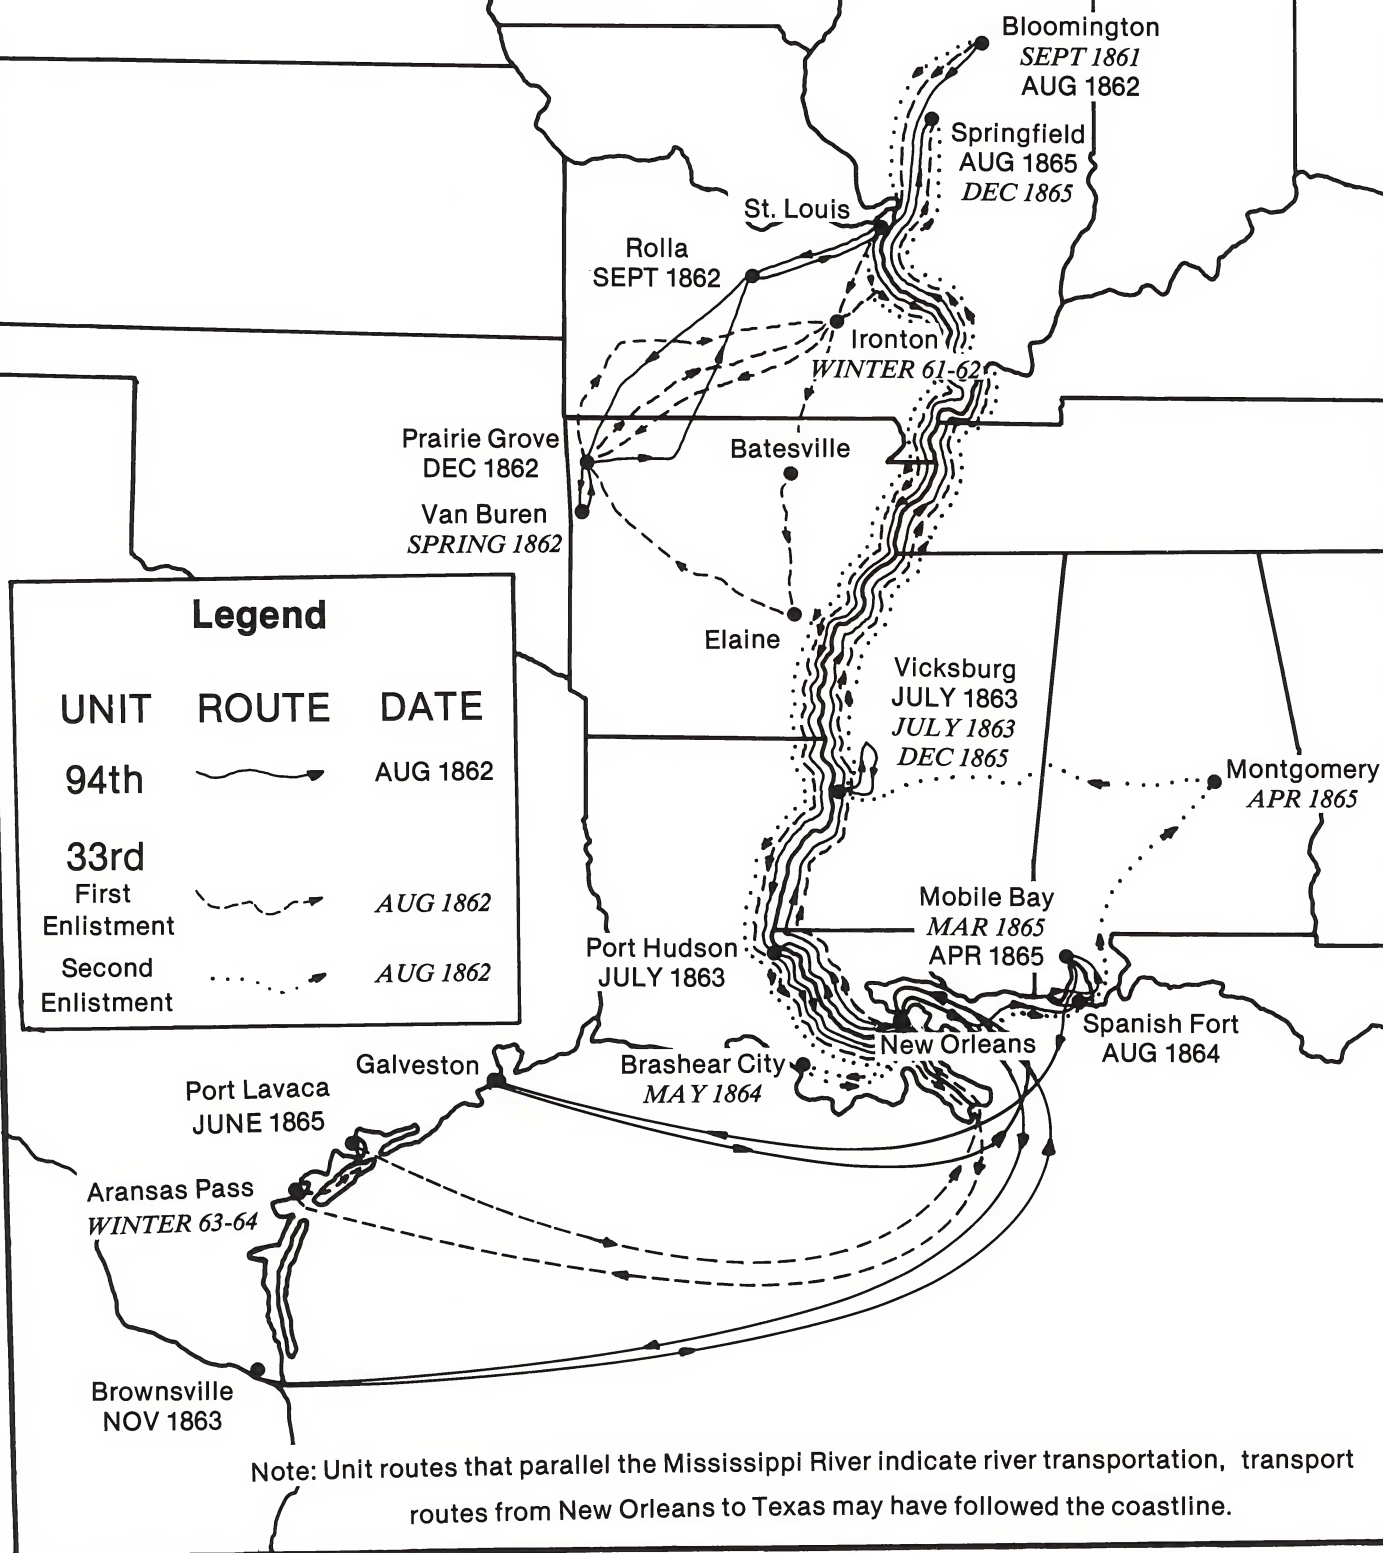 Bloomington
SEPT 1861
AUG 1862
Springfield
AUG 1865
DEC 1865
St. Louis
Rolla
SEPT 1862
Ironton
WINTER 61-62
Prairie Grove
DEC 1862
Batesville
Van Buren
SPRING 1862
Elaine
Legend
UNIT ROUTE DATE
94th AUG 1862
33rd
First
Enlistment
AUG 1862
Second
Enlistment
AUG 1862
Vicksburg
JULY 1863
JULY 1863
DEC 1865
Montgomery
APR 1865
Mobile Bay
MAR 1865
APR 1865
Port Hudson
JULY 1863
Spanish Fort
AUG 1864
New Orleans
Brashear City
MAY 1864
Galveston
Port Lavaca
JUNE 1865
Aransas Pass
WINTER 63-64
Brownsville
NOV 1863
Note: Unit routes that parallel the Mississippi River indicate river transportation, transport
routes from New Orleans to Texas may have followed the coastline.